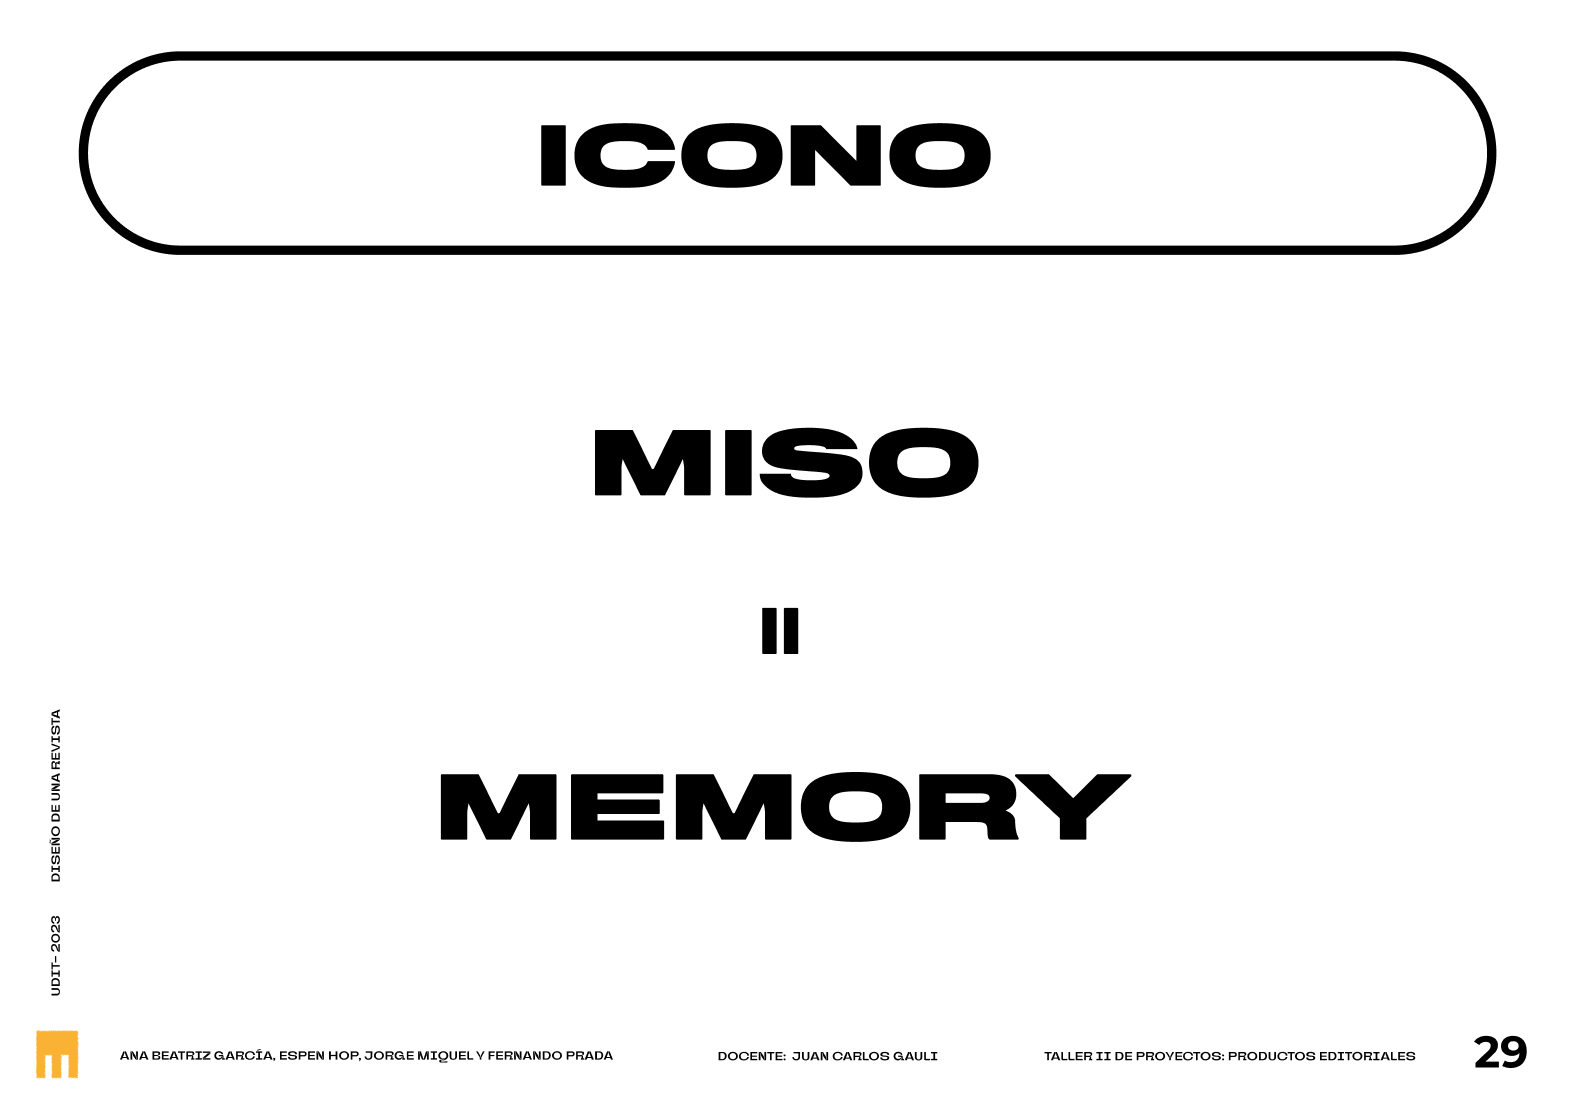 ICONO
MISO
II
MEMORY
DISEÑO DE UNA REVISTA
UDIT– 2023
ANA BEATRIZ GARCÍA, ESPEN HOP, JORGE MIQUEL Y FERNANDO PRADA
DOCENTE: JUAN CARLOS GAULI
TALLER II DE PROYECTOS: PRODUCTOS EDITORIALES
29